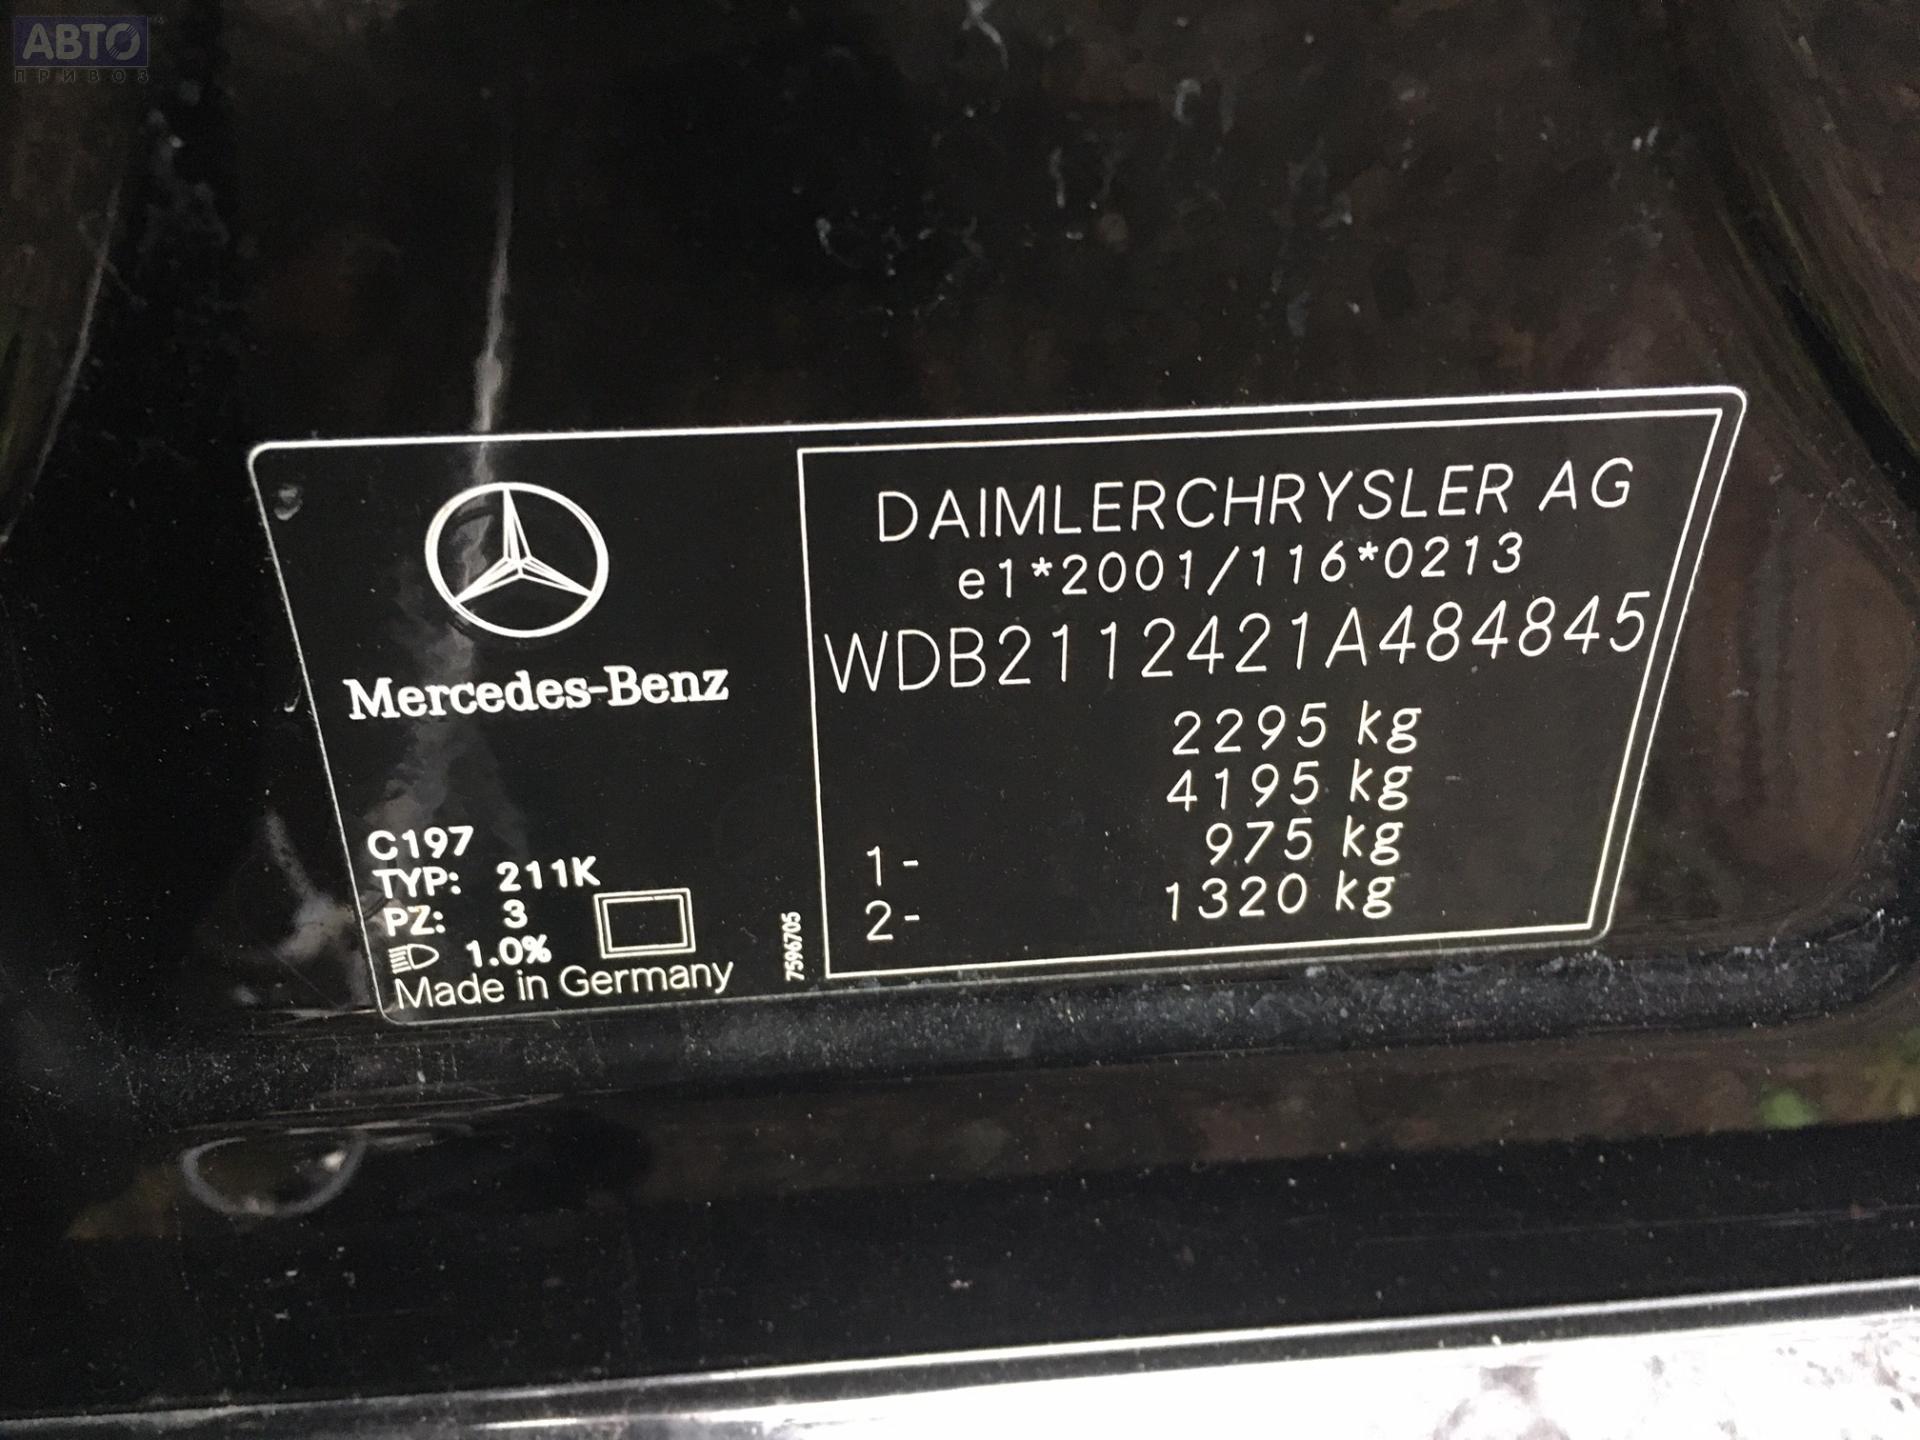 АВТО
ПРИВОЗ
Mercedes-Benz
C197
TYP: 211K
PZ: 3
1.0%
Made in Germany
7596705
DAIMLERCHRYSLER AG
e1*2001/116*0213
WDB2112421A484845
2295 kg
4195 kg
1- 975 kg
2- 1320 kg